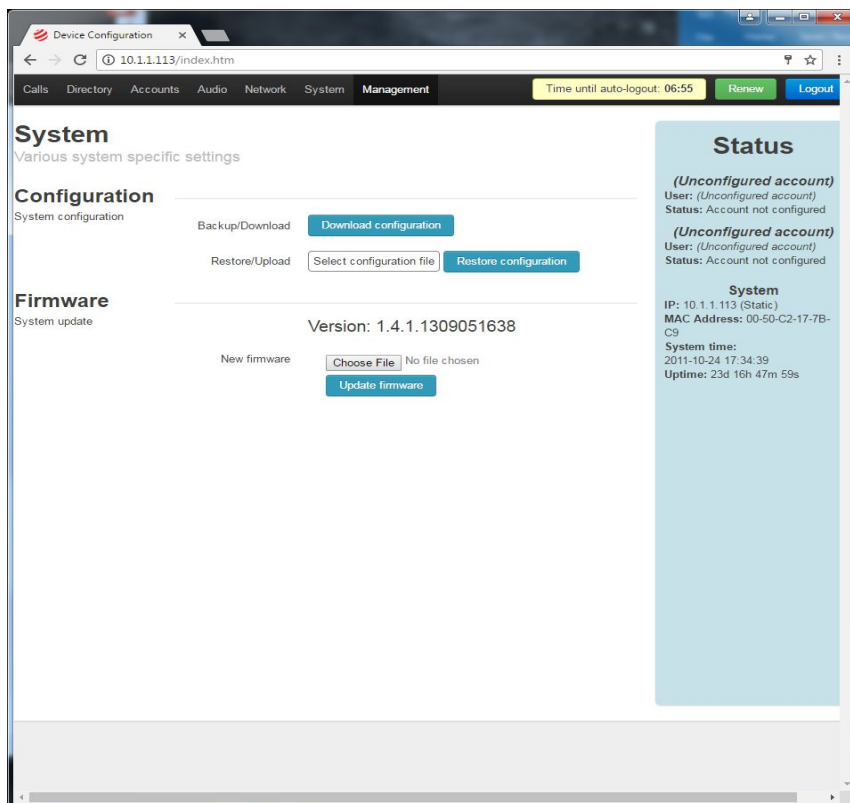 Device Configuration
10.1.1.113/index.htm
Calls Directory Accounts Audio Network System Management Time until auto-logout: 06:55 Renew Logout
System
Various system specific settings
Configuration
System configuration
Backup/Download Download configuration
Restore/Upload Select configuration file Restore configuration
Firmware
System update
Version: 1.4.1.1309051638
New firmware Choose File No file chosen
Update firmware
Status
(Unconfigured account)
User: (Unconfigured account)
Status: Account not configured
(Unconfigured account)
User: (Unconfigured account)
Status: Account not configured
System
IP: 10.1.1.113 (Static)
MAC Address: 00-50-C2-17-7B-
C9
System time:
2011-10-24 17:34:39
Uptime: 23d 16h 47m 59s